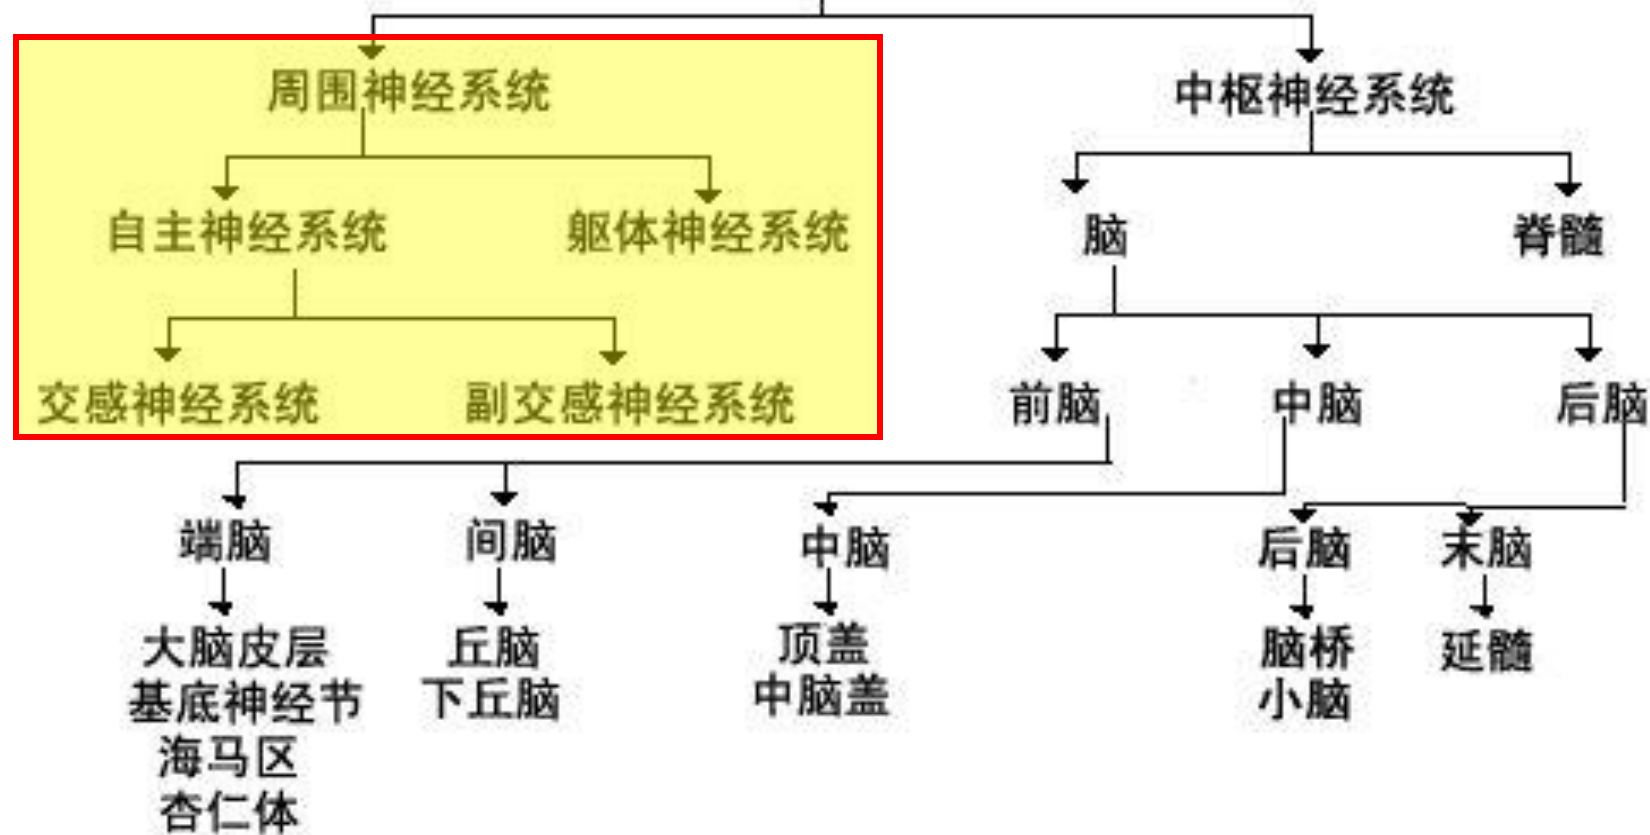 周围神经系统
中枢神经系统
自主神经系统
躯体神经系统
脑
脊髓
交感神经系统
副交感神经系统
前脑
中脑
后脑
端脑
间脑
中脑
后脑
末脑
大脑皮层
基底神经节
海马区
杏仁体
丘脑
下丘脑
顶盖
中脑盖
脑桥
小脑
延髓